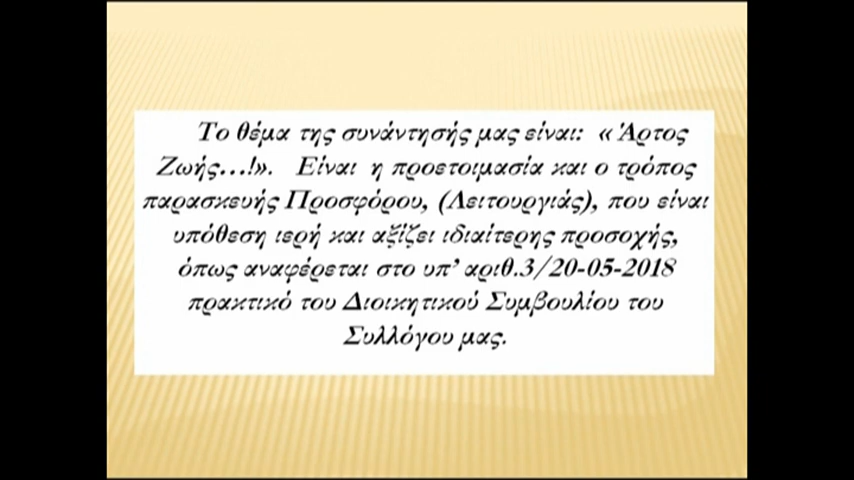 Το θέμα της συνάντησής μας είναι: «Άρτος
Ζωής...!». Είναι η προετοιμασία και ο τρόπος
παρασκευής Προσφόρου, (Λειτουργιάς), που είναι
υπόθεση ιερή και αξίζει ιδιαίτερης προσοχής,
όπως αναφέρεται στο υπ’ αριθ.3/20-05-2018
πρακτικό του Διοικητικού Συμβουλίου του
Συλλόγου μας.